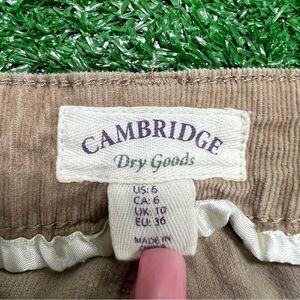 CAMBRIDGE
Dry Goods
US: 6
CA: 6
UK: 10
EU: 36
MADE IN